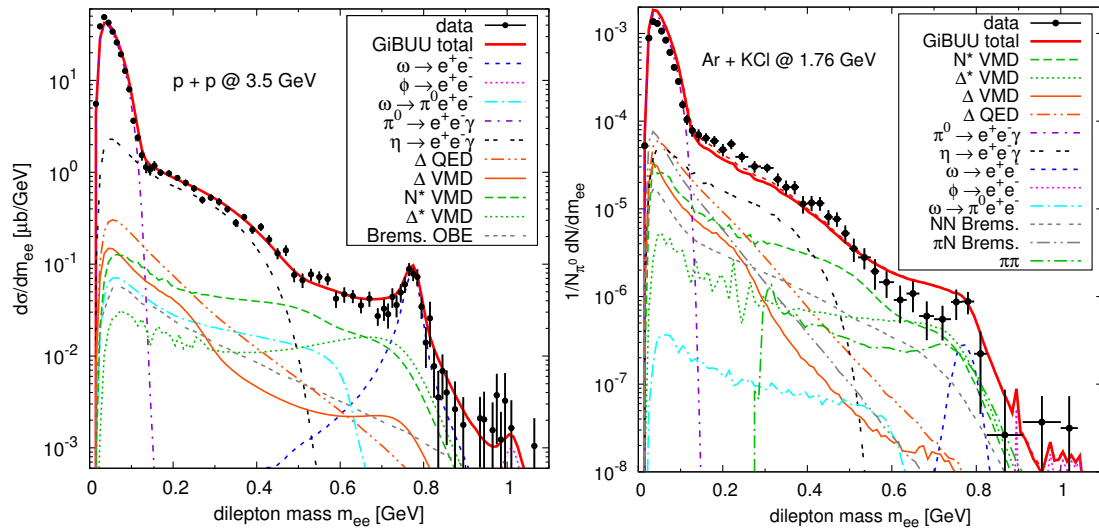 p + p @ 3.5 GeV
data
GiBUU total
ω → e⁺e⁻
ϕ → e⁺e⁻
ω → π⁰e⁺e⁻
π⁰ → e⁺e⁻γ
η → e⁺e⁻γ
Δ QED
Δ VMD
N* VMD
Δ* VMD
Brems. OBE
dσ/dmₑₑ [μb/GeV]
10¹
10⁰
10⁻¹
10⁻²
10⁻³
0 0.2 0.4 0.6 0.8 1
dilepton mass mₑₑ [GeV]
Ar + KCl @ 1.76 GeV
data
GiBUU total
N* VMD
Δ* VMD
Δ VMD
Δ QED
π⁰ → e⁺e⁻γ
η → e⁺e⁻γ
ω → e⁺e⁻
ϕ → e⁺e⁻
ω → π⁰e⁺e⁻
NN Brems.
πN Brems.
ππ
1/N_π⁰ dN/dmₑₑ
10⁻³
10⁻⁴
10⁻⁵
10⁻⁶
10⁻⁷
10⁻⁸
0 0.2 0.4 0.6 0.8 1
dilepton mass mₑₑ [GeV]